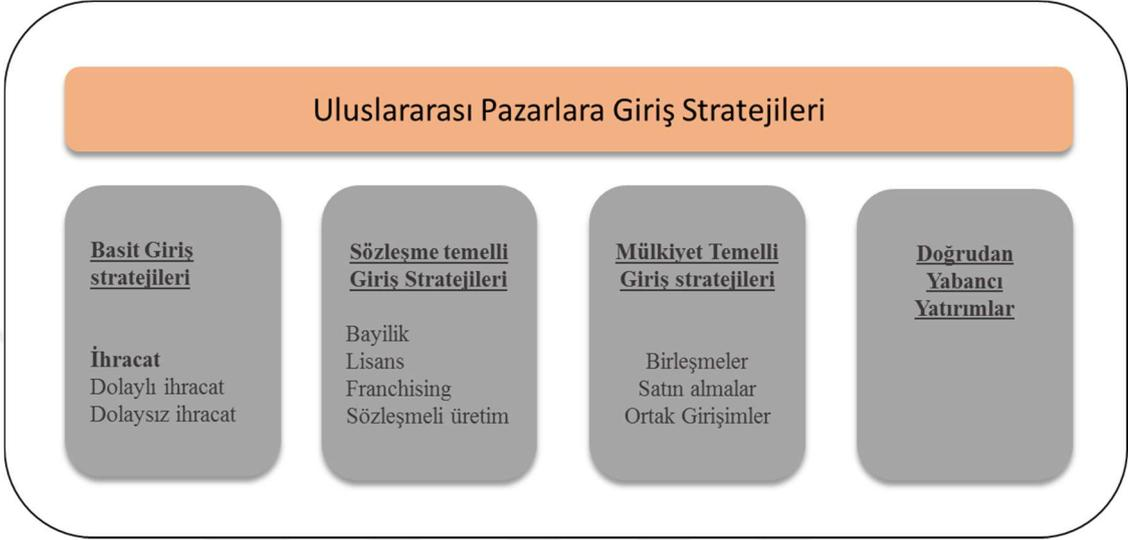 Uluslararası Pazarlara Giriş Stratejileri
Basit Giriş
stratejileri
İhracat
Dolaylı ihracat
Dolaysız ihracat
Sözleşme temelli
Giriş Stratejileri
Bayilik
Lisans
Franchising
Sözleşmeli üretim
Mülkiyet Temelli
Giriş stratejileri
Birleşmeler
Satın almalar
Ortak Girişimler
Doğrudan
Yabancı
Yatırımlar